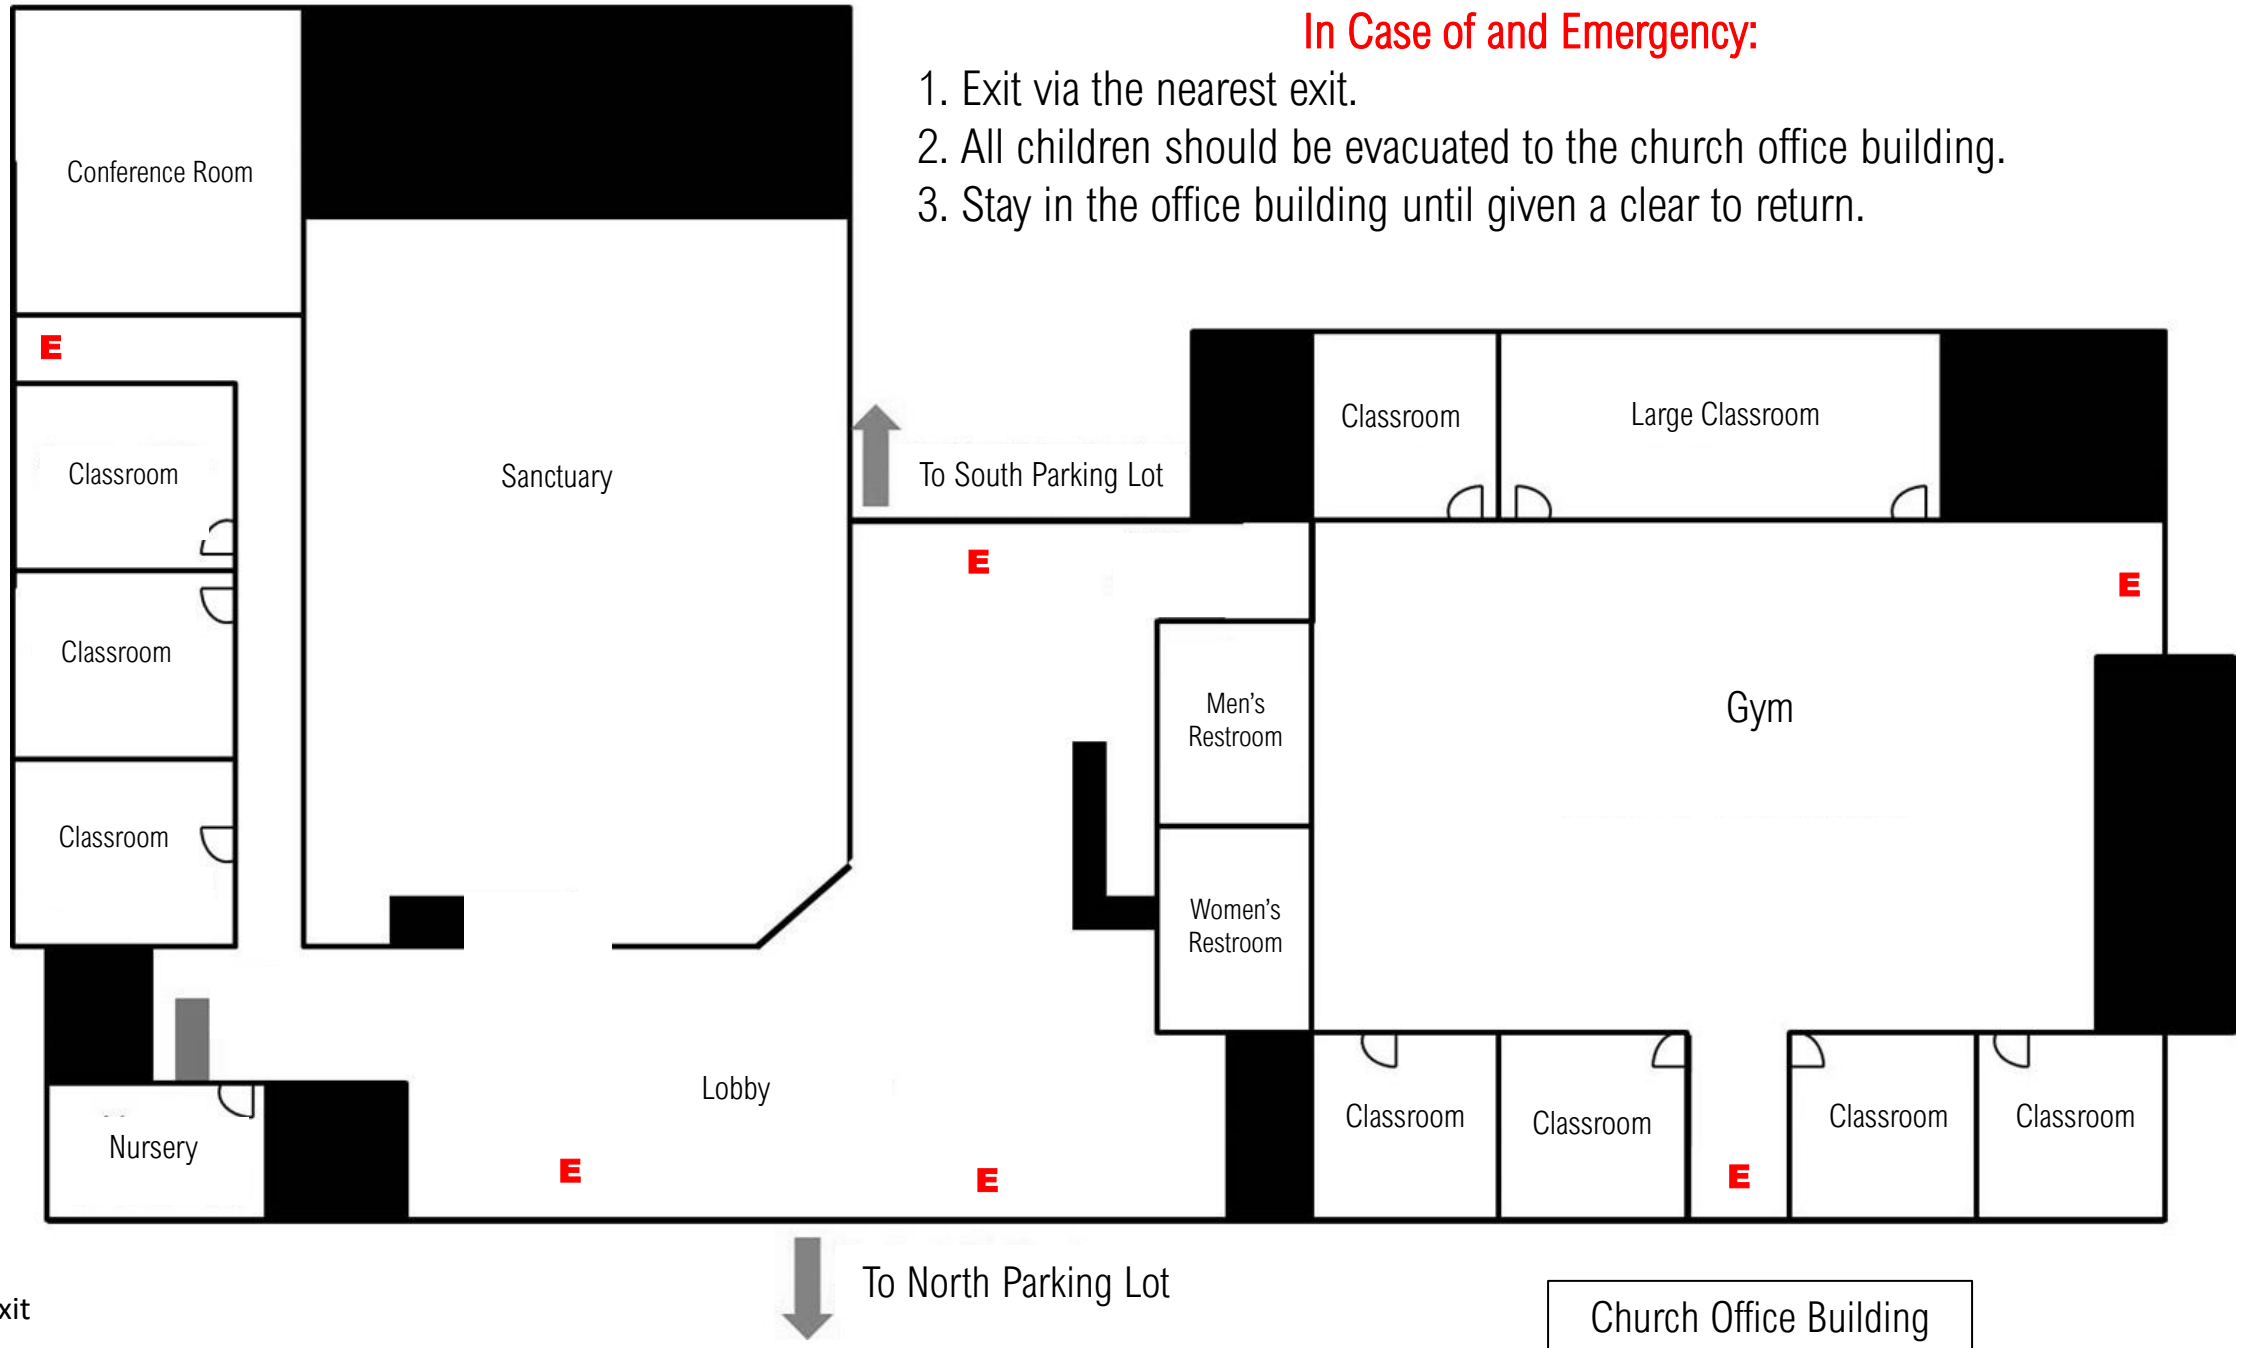 In Case of and Emergency:
1. Exit via the nearest exit.
2. All children should be evacuated to the church office building.
3. Stay in the office building until given a clear to return.
Conference Room
E
Classroom
Sanctuary
To South Parking Lot
Classroom
Large Classroom
E
E
Classroom
Men's
Restroom
Gym
Classroom
Women's
Restroom
Lobby
Nursery
Classroom
Classroom
Classroom
Classroom
E
E
E
To North Parking Lot
xit
Church Office Building